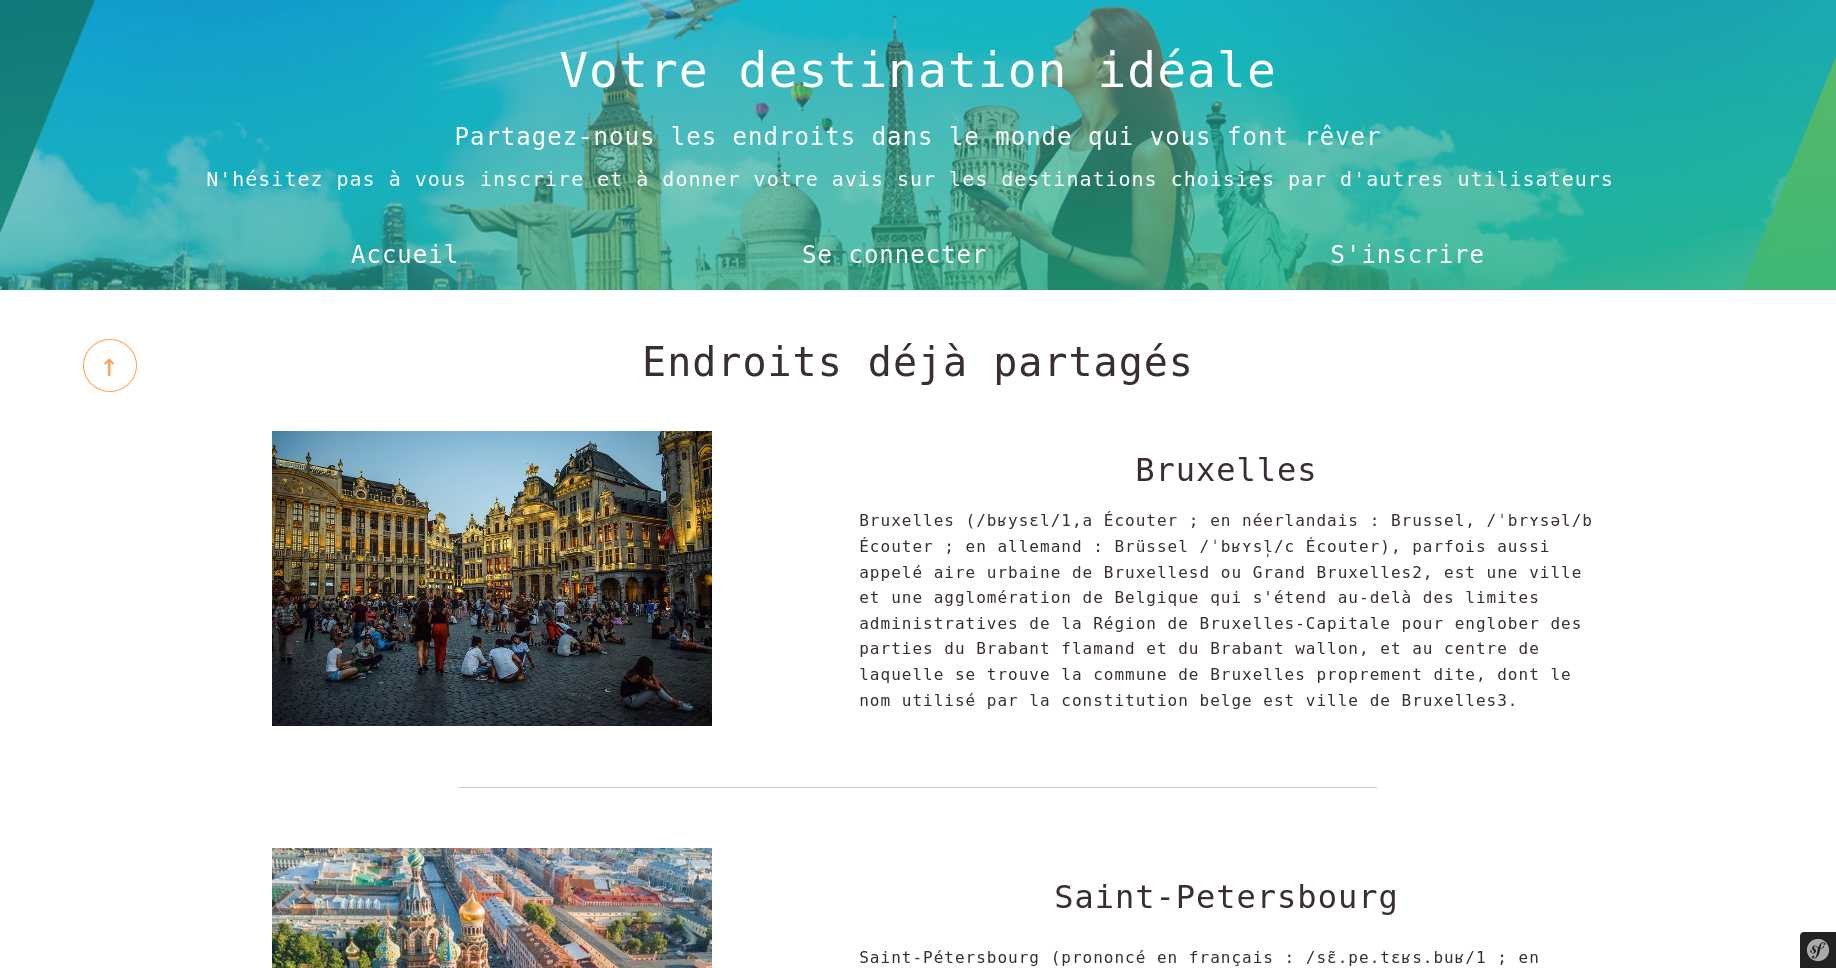 Votre destination idéale
Partagez-nous les endroits dans le monde qui vous font rêver
N'hésitez pas à vous inscrire et à donner votre avis sur les destinations choisies par d'autres utilisateurs
Accueil Se connecter S'inscrire
↑
Endroits déjà partagés
Bruxelles
Bruxelles (/bʁysɛl/1,a Écouter ; en néerlandais : Brussel, /ˈbrʏsəl/b
Écouter ; en allemand : Brüssel /ˈbʁʏsl̩/c Écouter), parfois aussi
appelé aire urbaine de Bruxellesd ou Grand Bruxelles2, est une ville
et une agglomération de Belgique qui s'étend au-delà des limites
administratives de la Région de Bruxelles-Capitale pour englober des
parties du Brabant flamand et du Brabant wallon, et au centre de
laquelle se trouve la commune de Bruxelles proprement dite, dont le
nom utilisé par la constitution belge est ville de Bruxelles3.
Saint-Petersbourg
Saint-Pétersbourg (prononcé en français : /sɛ̃.pe.tɛʁs.buʁ/1 ; en
sf